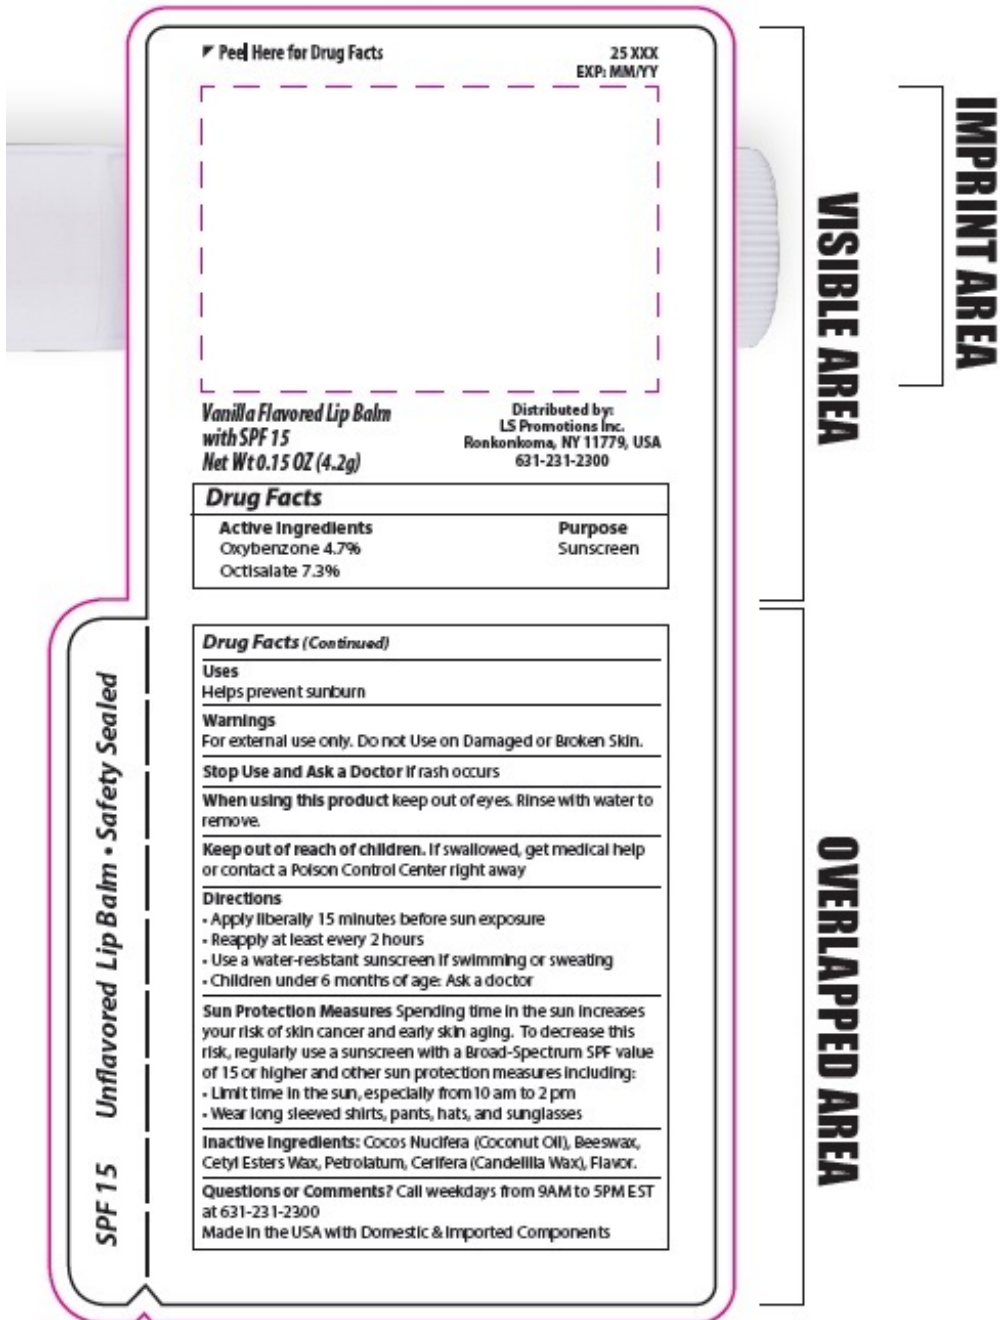 Peel Here for Drug Facts
25 XXX
EXP: MM/YY
Vanilla Flavored Lip Balm
with SPF 15
Net Wt 0.15 OZ (4.2g)
Distributed by:
LS Promotions Inc.
Ronkonkoma, NY 11779, USA
631-231-2300
Drug Facts
Active Ingredients
Purpose
Oxybenzone 4.7%
Sunscreen
Octisalate 7.3%
Drug Facts (Continued)
Uses
Helps prevent sunburn
Warnings
For external use only. Do not Use on Damaged or Broken Skin.
Stop Use and Ask a Doctor if rash occurs
When using this product keep out of eyes. Rinse with water to
remove.
Keep out of reach of children. If swallowed, get medical help
or contact a Poison Control Center right away
Directions
• Apply liberally 15 minutes before sun exposure
• Reapply at least every 2 hours
• Use a water-resistant sunscreen if swimming or sweating
• Children under 6 months of age: Ask a doctor
Sun Protection Measures Spending time in the sun increases
your risk of skin cancer and early skin aging. To decrease this
risk, regularly use a sunscreen with a Broad-Spectrum SPF value
of 15 or higher and other sun protection measures including:
• Limit time in the sun, especially from 10 am to 2 pm
• Wear long sleeved shirts, pants, hats, and sunglasses
Inactive Ingredients: Cocos Nucifera (Coconut Oil), Beeswax,
Cetyl Esters Wax, Petrolatum, Cerifera (Candelilla Wax), Flavor.
Questions or Comments? Call weekdays from 9AM to 5PM EST
at 631-231-2300
Made in the USA with Domestic & Imported Components
SPF 15 Unflavored Lip Balm • Safety Sealed
VISIBLE AREA
IMPRINT AREA
OVERLAPPED AREA